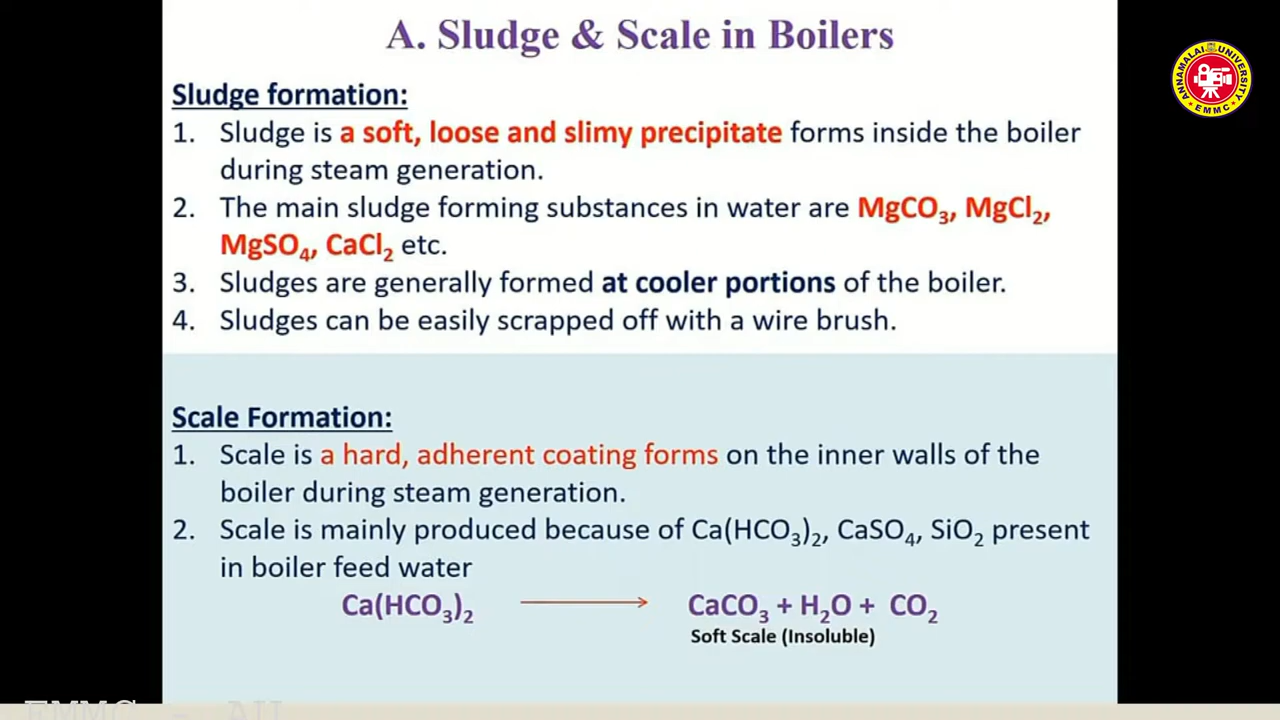 A. Sludge & Scale in Boilers
ANNAMALAI UNIVERSITY
EMMC
Sludge formation:
1. Sludge is a soft, loose and slimy precipitate forms inside the boiler
during steam generation.
2. The main sludge forming substances in water are MgCO₃, MgCl₂,
MgSO₄, CaCl₂ etc.
3. Sludges are generally formed at cooler portions of the boiler.
4. Sludges can be easily scrapped off with a wire brush.
Scale Formation:
1. Scale is a hard, adherent coating forms on the inner walls of the
boiler during steam generation.
2. Scale is mainly produced because of Ca(HCO₃)₂, CaSO₄, SiO₂ present
in boiler feed water
Ca(HCO₃)₂ → CaCO₃ + H₂O + CO₂
Soft Scale (Insoluble)
EMMC - AU